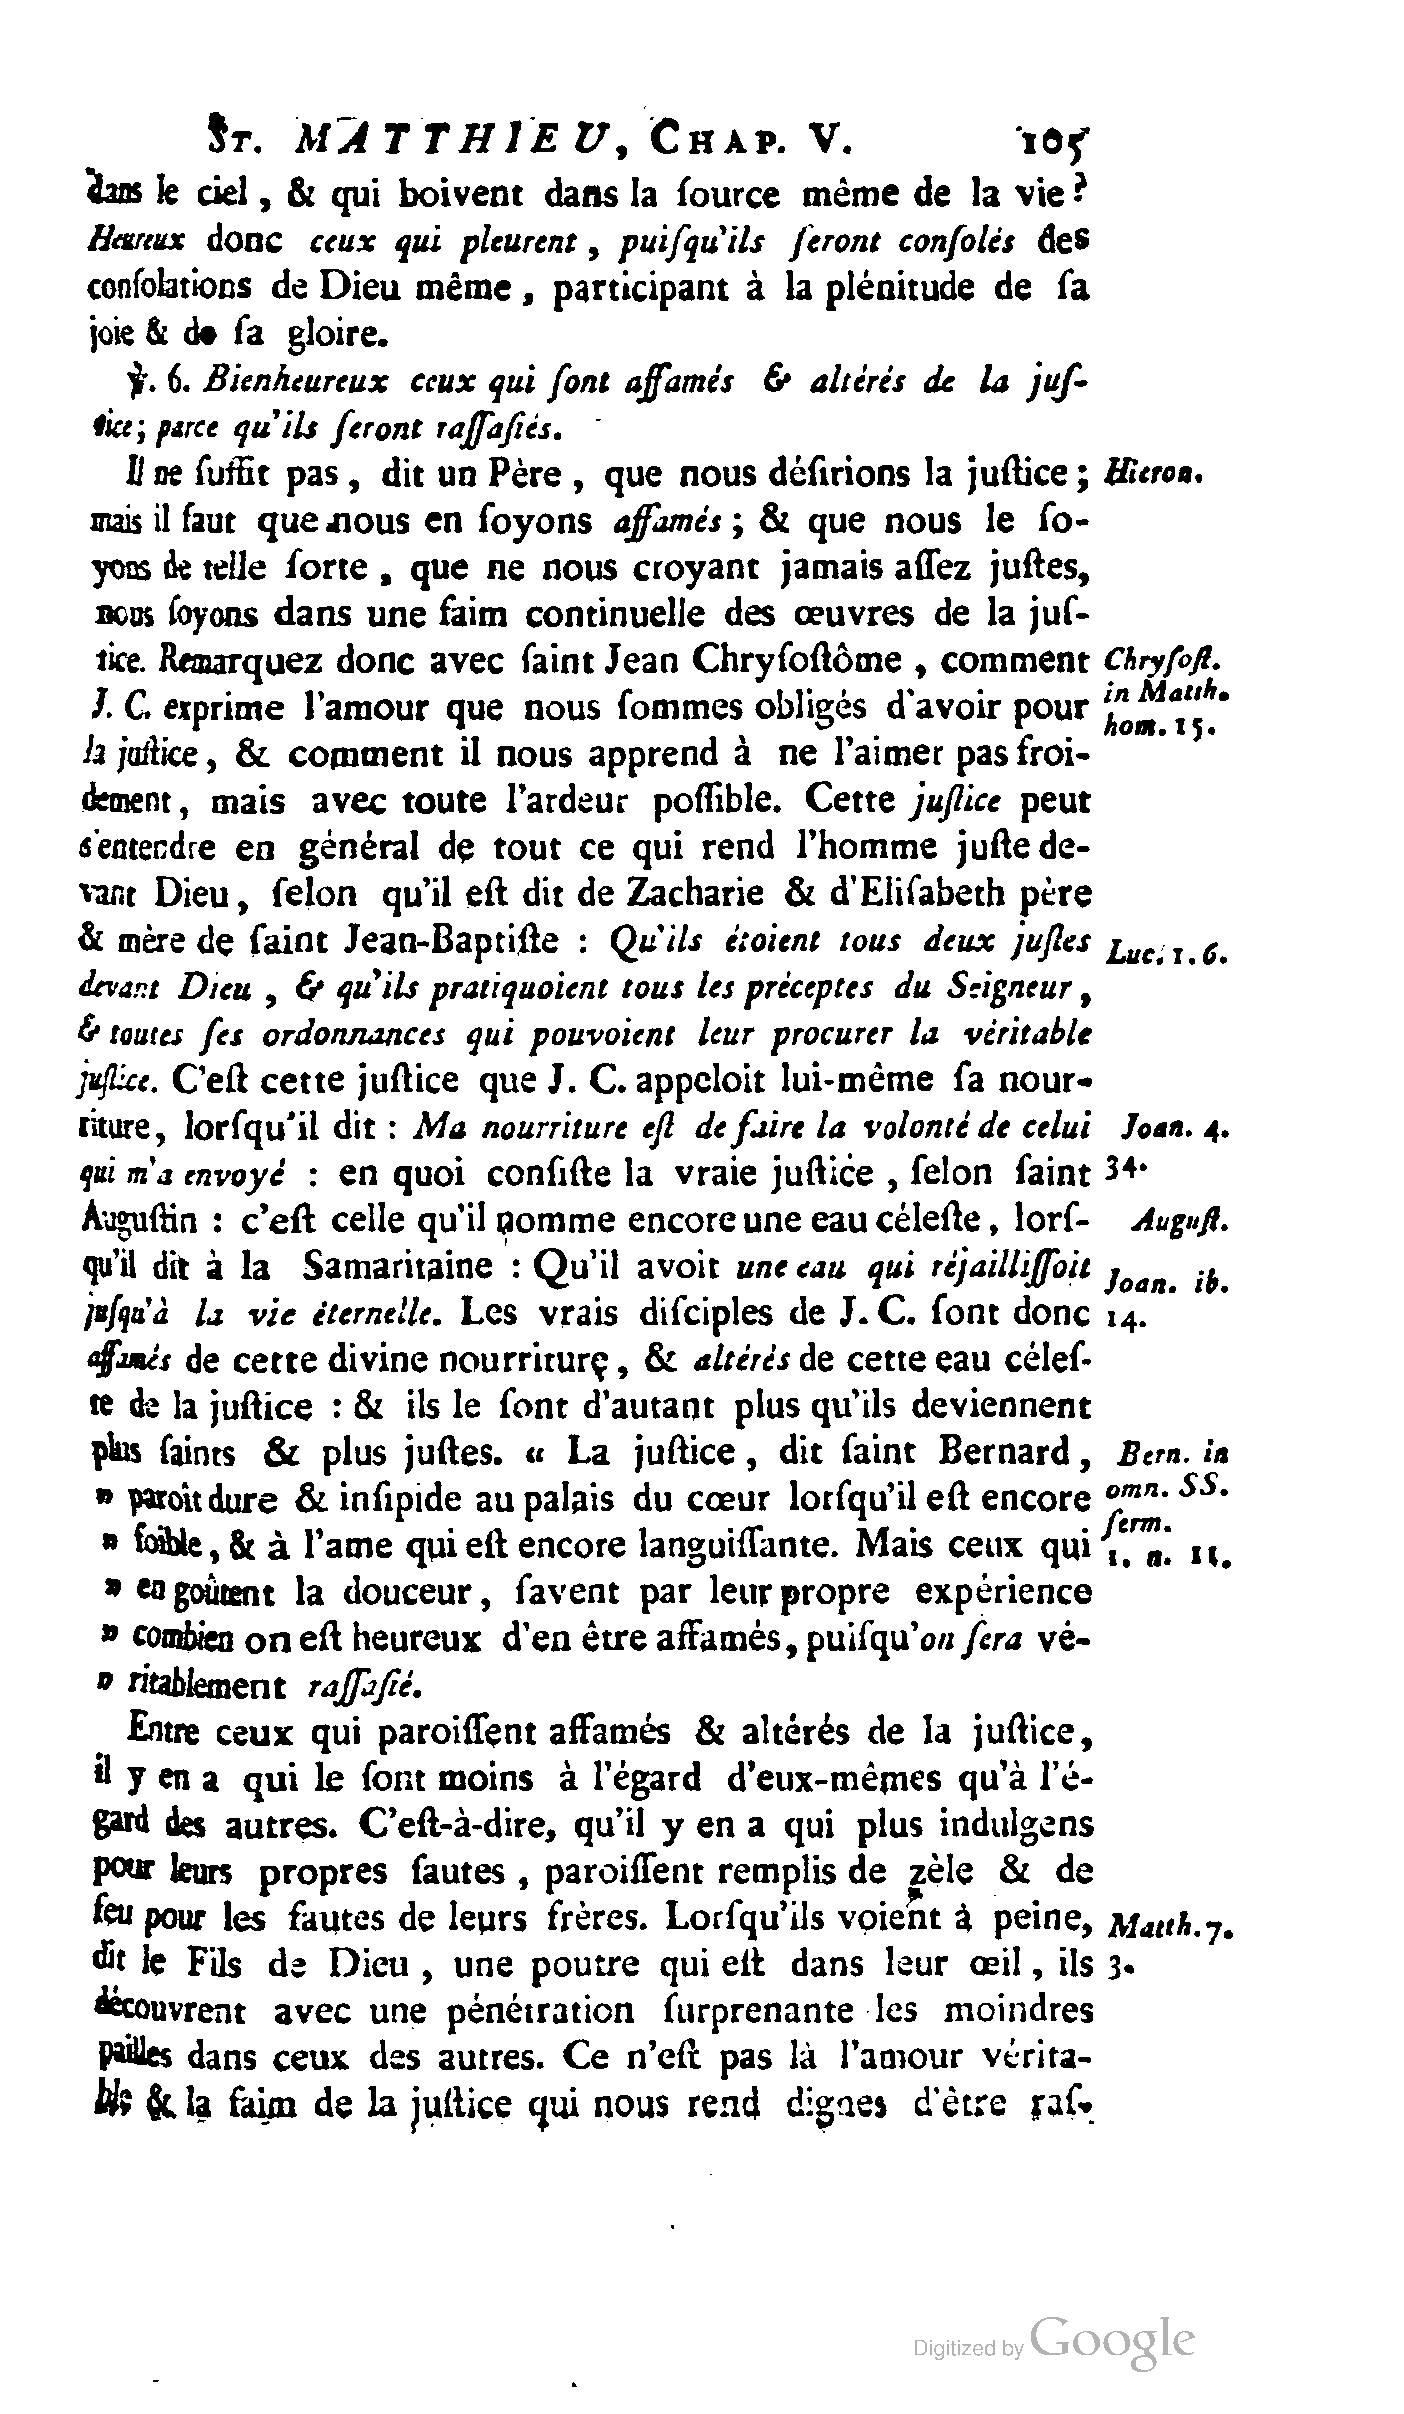 ST. MATTHIEU, CHAP. V. 105
dans le ciel, & qui boivent dans la ſource même de la vie?
Heureux donc ceux qui pleurent, puiſqu'ils ſeront conſolés des
conſolations de Dieu même, participant à la plénitude de ſa
joie & de ſa gloire.
℣. 6. Bienheureux ceux qui ſont affamés & altérés de la juſ-
tice; parce qu'ils ſeront raſſaſiés.
Il ne ſuffit pas, dit un Père, que nous déſirions la juſtice; Hieron.
mais il faut que nous en ſoyons affamés; & que nous le ſo-
yons de telle ſorte, que ne nous croyant jamais aſſez juſtes,
nous ſoyons dans une faim continuelle des œuvres de la juſ-
tice. Remarquez donc avec ſaint Jean Chryſoſtôme, comment Chryſoſt.
J. C. exprime l'amour que nous ſommes obligés d'avoir pour in Matth.
hom. 15.
la juſtice, & comment il nous apprend à ne l'aimer pas froi-
dement, mais avec toute l'ardeur poſſible. Cette juſtice peut
s'entendre en général de tout ce qui rend l'homme juſte de-
vant Dieu, ſelon qu'il eſt dit de Zacharie & d'Eliſabeth père
& mère de ſaint Jean-Baptiſte : Qu'ils étoient tous deux juſtes Luc. 1. 6.
devant Dieu, & qu'ils pratiquoient tous les préceptes du Seigneur,
& toutes ſes ordonnances qui pouvoient leur procurer la véritable
juſtice. C'eſt cette juſtice que J. C. appeloit lui-même ſa nour-
riture, lorſqu'il dit : Ma nourriture eſt de faire la volonté de celui Joan. 4.
qui m'a envoyé : en quoi conſiſte la vraie juſtice, ſelon ſaint 34.
Auguſtin : c'eſt celle qu'il nomme encore une eau céleſte, lorſ- Auguſt.
qu'il dit à la Samaritaine : Qu'il avoit une eau qui réjailliſſoit Joan. ib.
juſqu'à la vie éternelle. Les vrais diſciples de J. C. ſont donc 14.
affamés de cette divine nourriture, & altérés de cette eau céleſ-
te de la juſtice : & ils le ſont d'autant plus qu'ils deviennent
plus ſaints & plus juſtes. « La juſtice, dit ſaint Bernard, Bern. in
» paroît dure & inſipide au palais du cœur lorſqu'il eſt encore omn. SS.
ſerm.
» foible, & à l'ame qui eſt encore languiſſante. Mais ceux qui 1. n. 11.
» en goûtent la douceur, ſavent par leur propre expérience
» combien on eſt heureux d'en être affamés, puiſqu'on ſera vé-
» ritablement raſſaſié.
Entre ceux qui paroiſſent affamés & altérés de la juſtice,
il y en a qui le ſont moins à l'égard d'eux-mêmes qu'à l'é-
gard des autres. C'eſt-à-dire, qu'il y en a qui plus indulgens
pour leurs propres fautes, paroiſſent remplis de zèle & de
feu pour les fautes de leurs frères. Lorſqu'ils voient à peine, Matth. 7.
dit le Fils de Dieu, une poutre qui eſt dans leur œil, ils 3.
découvrent avec une pénétration ſurprenante les moindres
pailles dans ceux des autres. Ce n'eſt pas là l'amour vérita-
ble & la faim de la juſtice qui nous rend dignes d'être raſ-
Digitized by Google